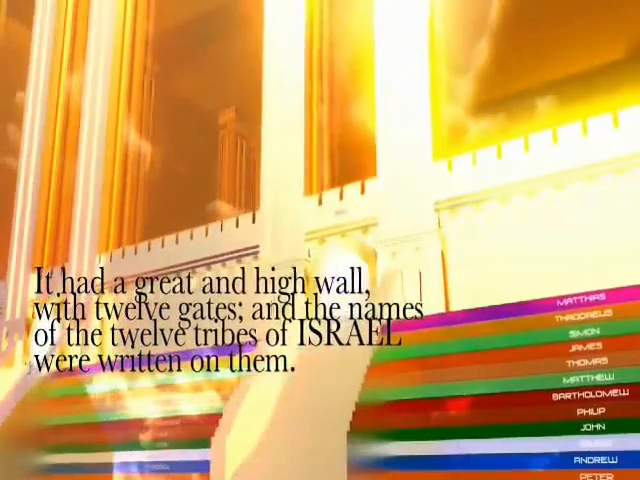 It had a great and high wall,
with twelve gates; and the names
of the twelve tribes of ISRAEL
were written on them.
MATTHIAS
THADDAEUS
SIMON
JAMES
THOMAS
MATTHEW
BARTHOLOMEW
PHILIP
JOHN
ANDREW
PETER